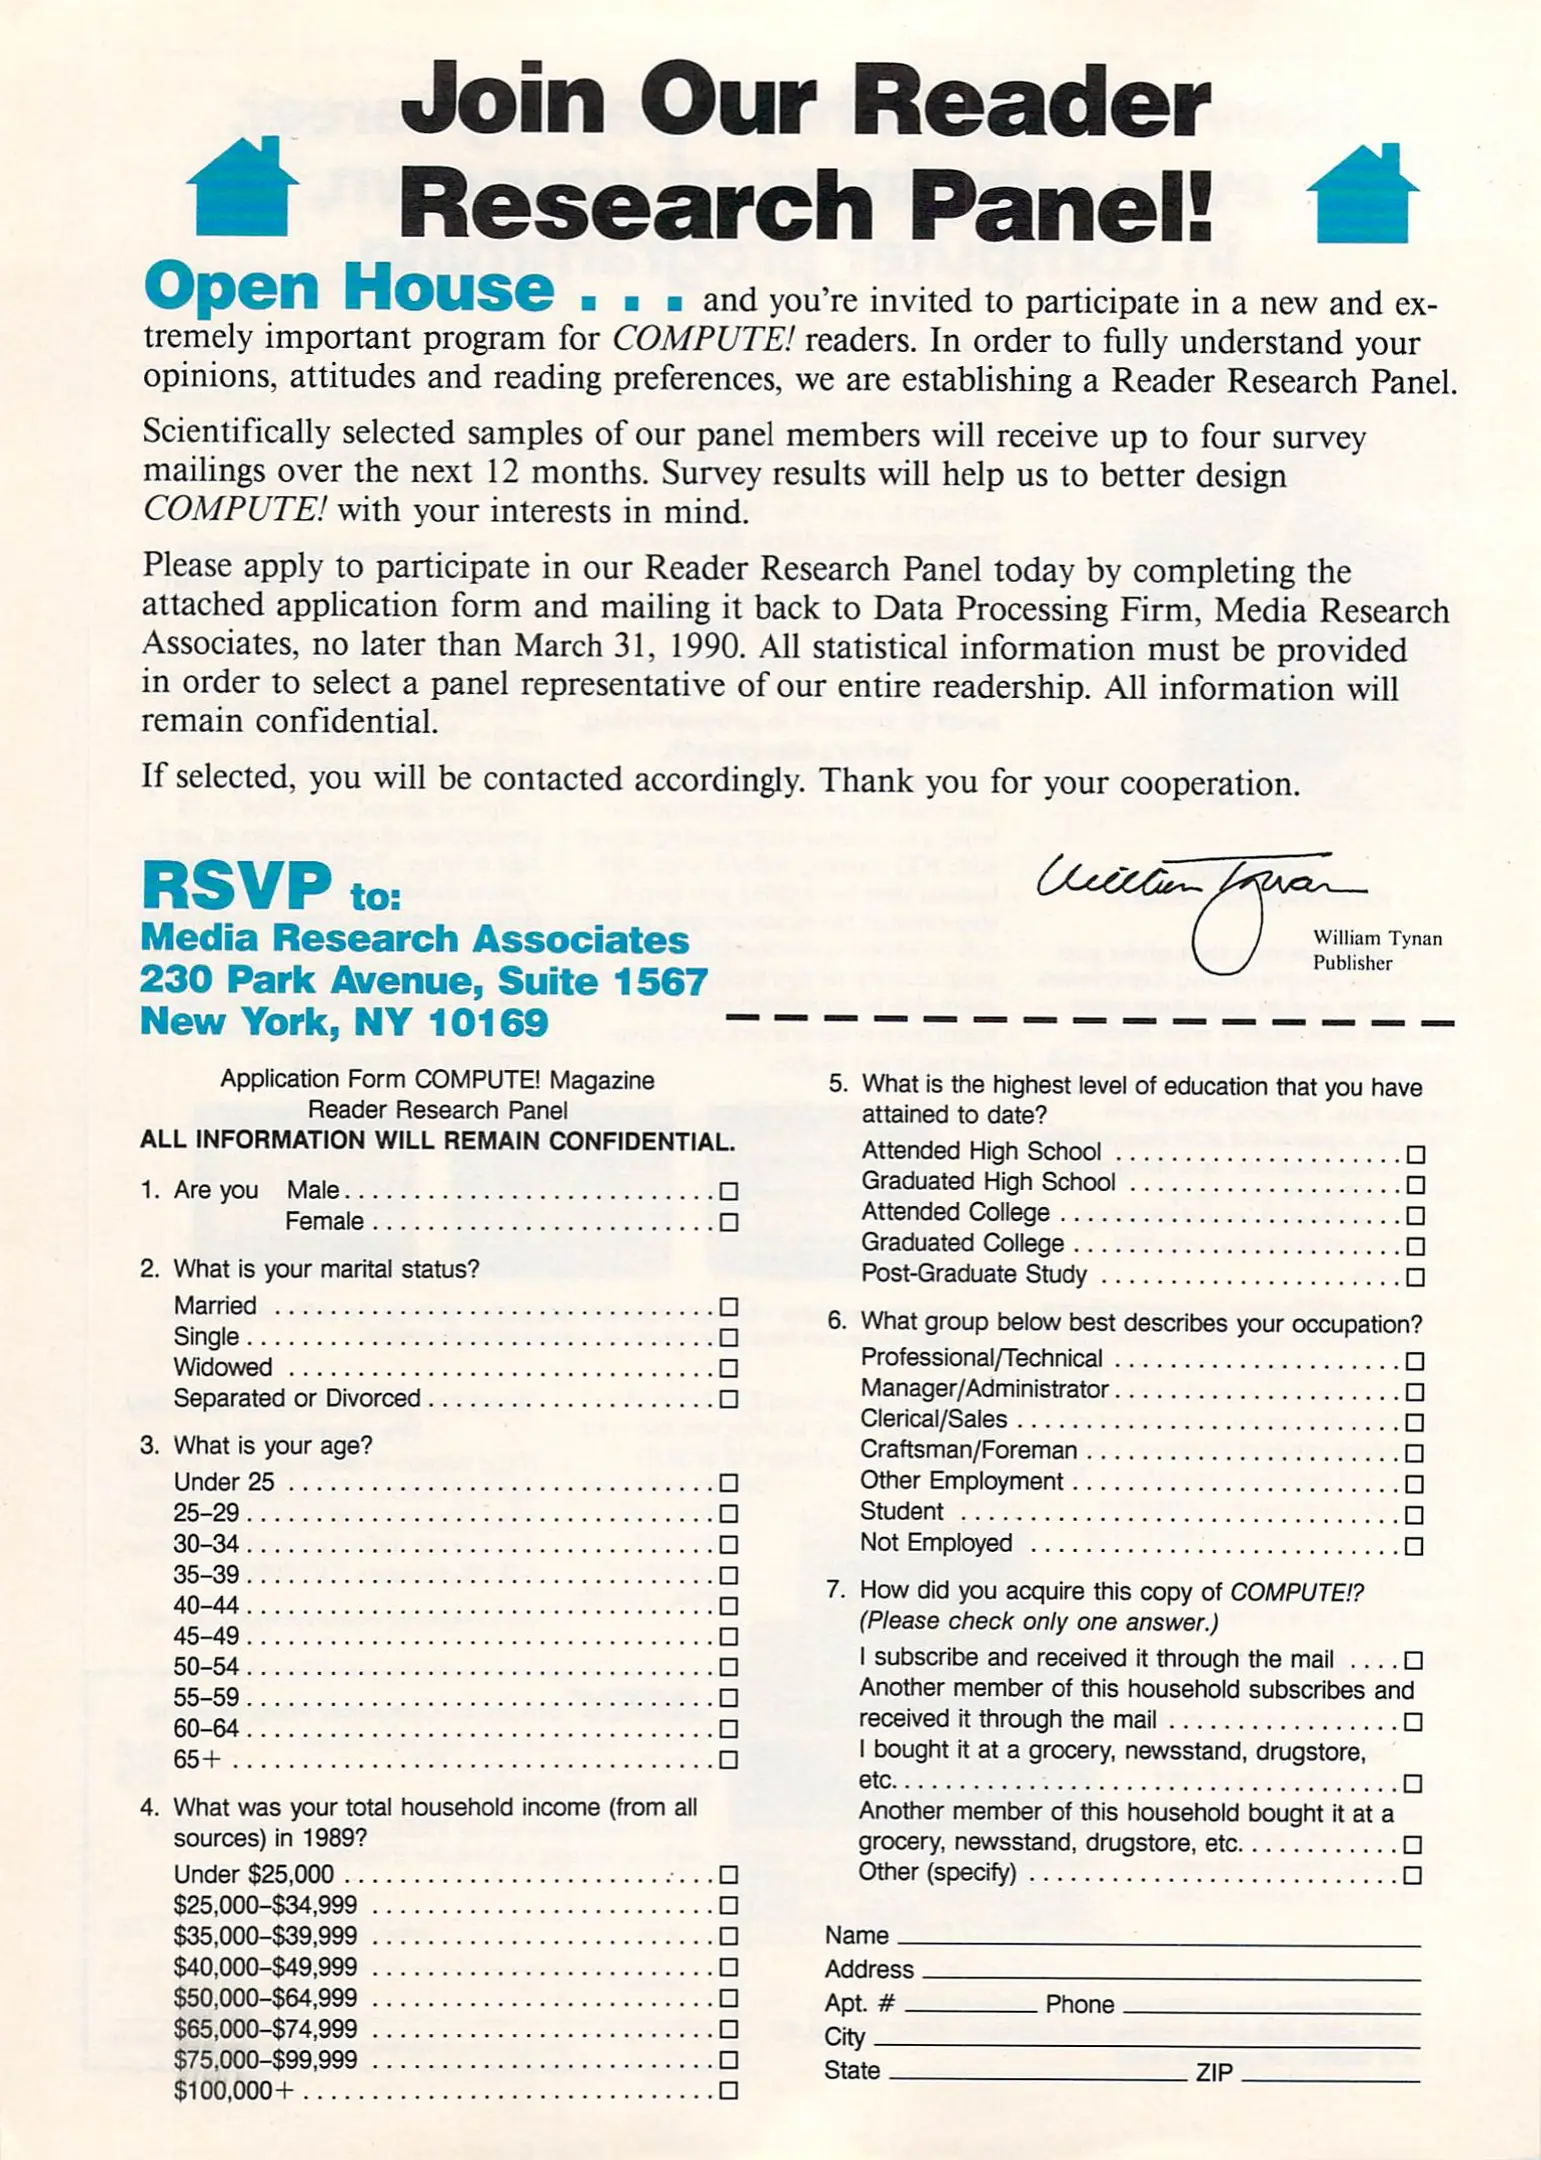 Join Our Reader
Research Panel!
Open House . . . and you're invited to participate in a new and ex-
tremely important program for COMPUTE! readers. In order to fully understand your
opinions, attitudes and reading preferences, we are establishing a Reader Research Panel.
Scientifically selected samples of our panel members will receive up to four survey
mailings over the next 12 months. Survey results will help us to better design
COMPUTE! with your interests in mind.
Please apply to participate in our Reader Research Panel today by completing the
attached application form and mailing it back to Data Processing Firm, Media Research
Associates, no later than March 31, 1990. All statistical information must be provided
in order to select a panel representative of our entire readership. All information will
remain confidential.
If selected, you will be contacted accordingly. Thank you for your cooperation.
RSVP to:
Media Research Associates
230 Park Avenue, Suite 1567
New York, NY 10169
William Tynan
William Tynan
Publisher
Application Form COMPUTE! Magazine
Reader Research Panel
ALL INFORMATION WILL REMAIN CONFIDENTIAL.
1. Are you Male
Female
2. What is your marital status?
Married
Single
Widowed
Separated or Divorced
3. What is your age?
Under 25
25–29
30–34
35–39
40–44
45–49
50–54
55–59
60–64
65+
4. What was your total household income (from all
sources) in 1989?
Under $25,000
$25,000–$34,999
$35,000–$39,999
$40,000–$49,999
$50,000–$64,999
$65,000–$74,999
$75,000–$99,999
$100,000+
5. What is the highest level of education that you have
attained to date?
Attended High School
Graduated High School
Attended College
Graduated College
Post-Graduate Study
6. What group below best describes your occupation?
Professional/Technical
Manager/Administrator
Clerical/Sales
Craftsman/Foreman
Other Employment
Student
Not Employed
7. How did you acquire this copy of COMPUTE!?
(Please check only one answer.)
I subscribe and received it through the mail
Another member of this household subscribes and
received it through the mail
I bought it at a grocery, newsstand, drugstore,
etc.
Another member of this household bought it at a
grocery, newsstand, drugstore, etc.
Other (specify)
Name
Address
Apt. # Phone
City
State ZIP